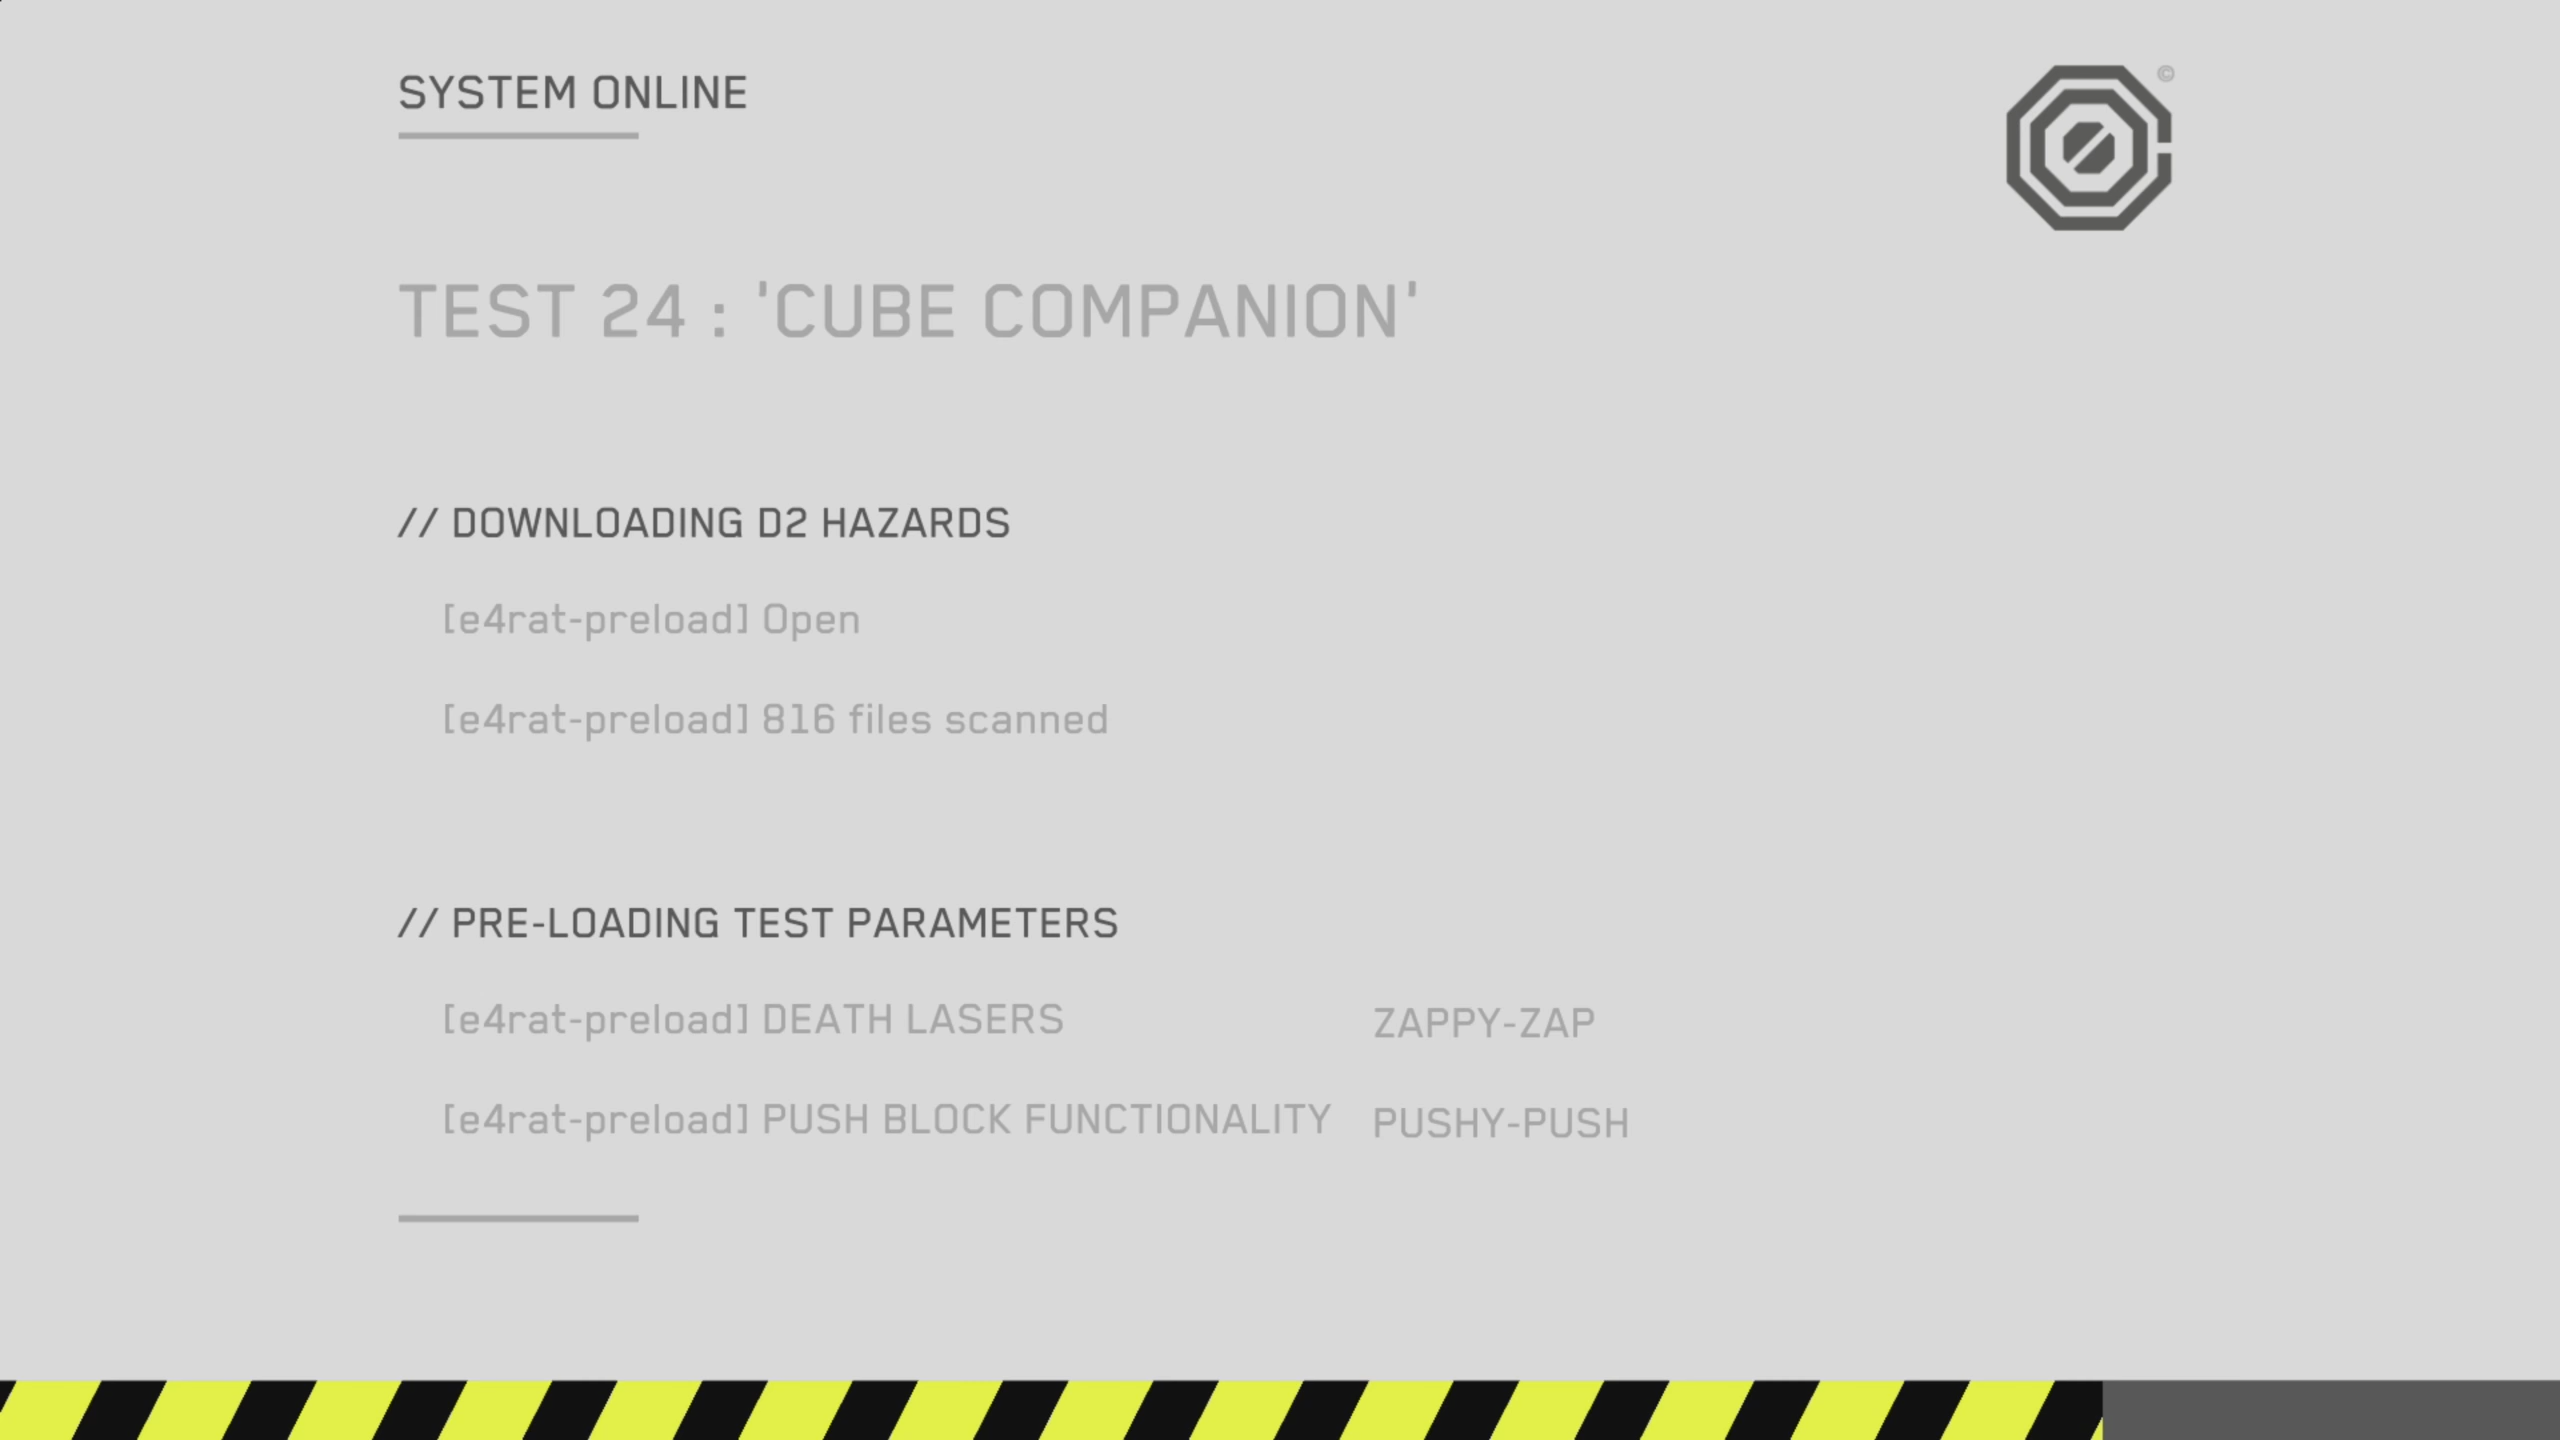 SYSTEM ONLINE
©
TEST 24 : 'CUBE COMPANION'
// DOWNLOADING D2 HAZARDS
[e4rat-preload] Open
[e4rat-preload] 816 files scanned
// PRE-LOADING TEST PARAMETERS
[e4rat-preload] DEATH LASERS ZAPPY-ZAP
[e4rat-preload] PUSH BLOCK FUNCTIONALITY PUSHY-PUSH